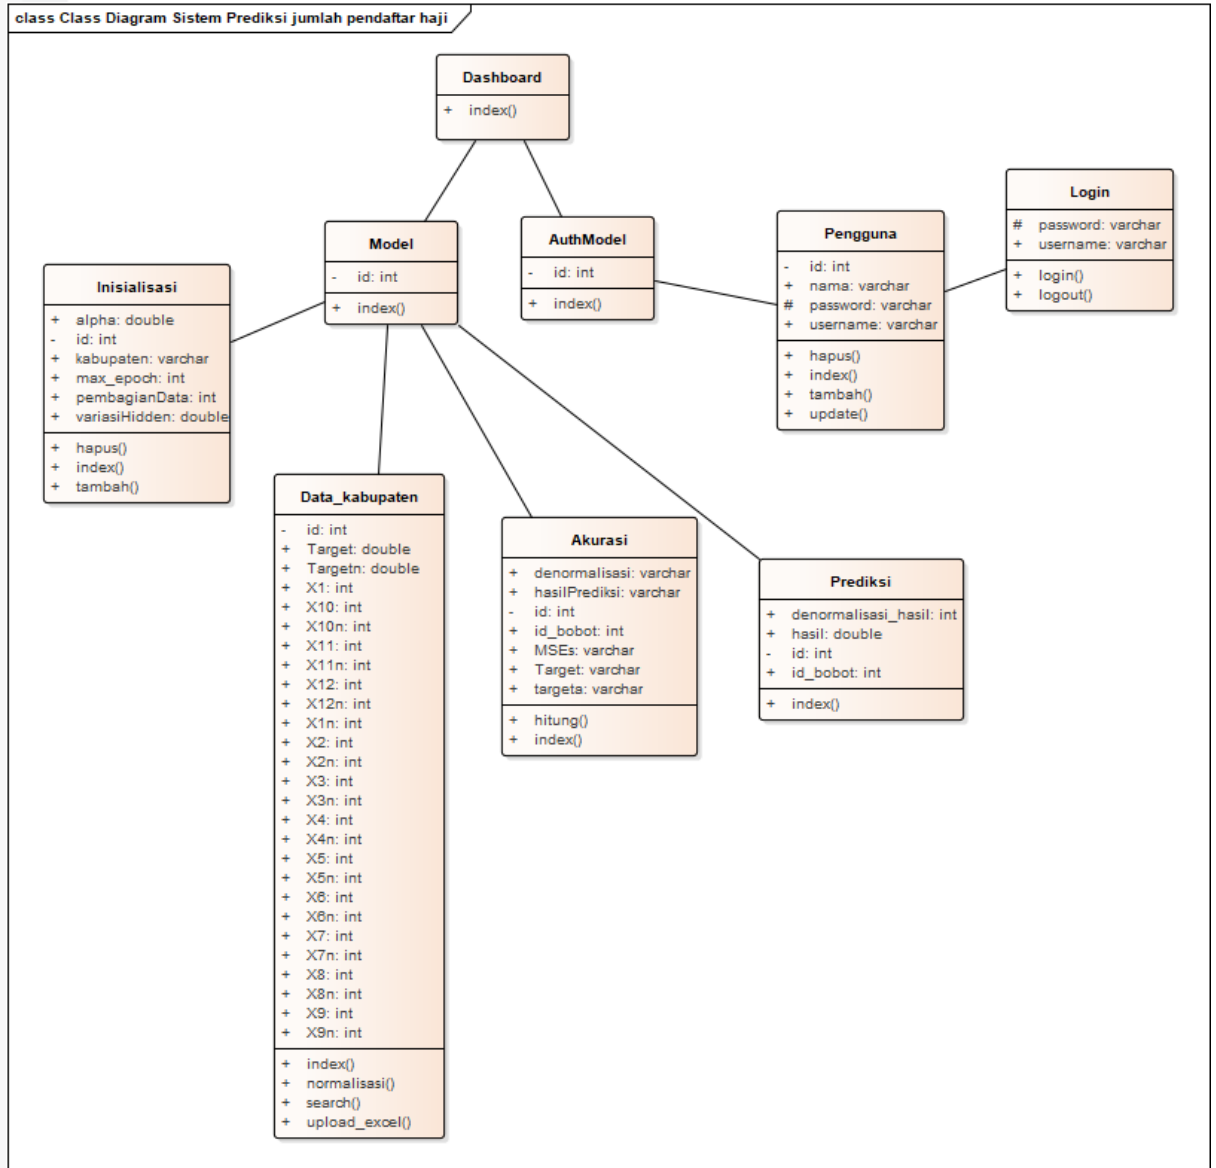 class Class Diagram Sistem Prediksi jumlah pendaftar haji
Dashboard
+ index()
Model
- id: int
+ index()
AuthModel
- id: int
+ index()
Pengguna
- id: int
+ nama: varchar
# password: varchar
+ username: varchar
+ hapus()
+ index()
+ tambah()
+ update()
Login
# password: varchar
+ username: varchar
+ login()
+ logout()
Inisialisasi
+ alpha: double
- id: int
+ kabupaten: varchar
+ max_epoch: int
+ pembagianData: int
+ variasiHidden: double
+ hapus()
+ index()
+ tambah()
Data_kabupaten
- id: int
+ Target: double
+ Targetn: double
+ X1: int
+ X10: int
+ X10n: int
+ X11: int
+ X11n: int
+ X12: int
+ X12n: int
+ X1n: int
+ X2: int
+ X2n: int
+ X3: int
+ X3n: int
+ X4: int
+ X4n: int
+ X5: int
+ X5n: int
+ X6: int
+ X6n: int
+ X7: int
+ X7n: int
+ X8: int
+ X8n: int
+ X9: int
+ X9n: int
+ index()
+ normalisasi()
+ search()
+ upload_excel()
Akurasi
+ denormalisasi: varchar
+ hasilPrediksi: varchar
- id: int
+ id_bobot: int
+ MSEs: varchar
+ Target: varchar
+ targeta: varchar
+ hitung()
+ index()
Prediksi
+ denormalisasi_hasil: int
+ hasil: double
- id: int
+ id_bobot: int
+ index()